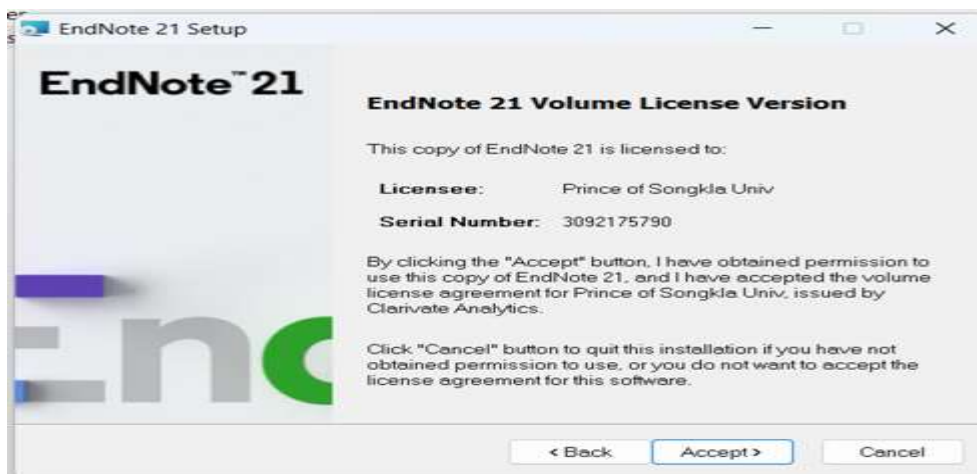 EndNote 21 Setup
EndNote™21
EndNote 21 Volume License Version
This copy of EndNote 21 is licensed to:
Licensee: Prince of Songkla Univ
Serial Number: 3092175790
By clicking the "Accept" button, I have obtained permission to
use this copy of EndNote 21, and I have accepted the volume
license agreement for Prince of Songkla Univ, issued by
Clarivate Analytics.
Click "Cancel" button to quit this installation if you have not
obtained permission to use, or you do not want to accept the
license agreement for this software.
< Back Accept > Cancel